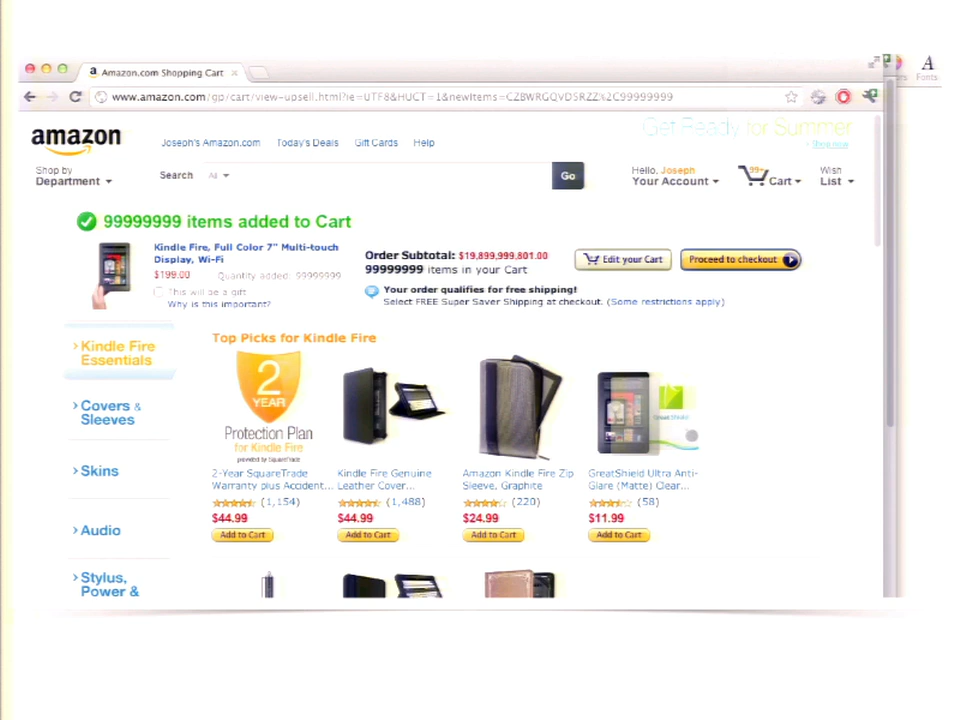 Amazon.com Shopping Cart
Fonts
www.amazon.com/gp/cart/view-upsell.html?ie=UTF8&HUCT=1&newItems=CZBWRGQVDSRZZ%2C99999999
Get Ready for Summer
Shop now
amazon
Joseph's Amazon.com Today's Deals Gift Cards Help
Shop by
Department
Search All Go
Hello, Joseph
Your Account
99+
Cart
Wish
List
99999999 items added to Cart
Kindle Fire, Full Color 7" Multi-touch
Display, Wi-Fi
$199.00 Quantity added: 99999999
This will be a gift
Why is this important?
Order Subtotal: $19,899,999,801.00
99999999 items in your Cart
Edit your Cart
Proceed to checkout
Your order qualifies for free shipping!
Select FREE Super Saver Shipping at checkout. (Some restrictions apply)
Kindle Fire
Essentials
Covers &
Sleeves
Skins
Audio
Stylus,
Power &
Top Picks for Kindle Fire
2
YEAR
Protection Plan
for Kindle Fire
provided by SquareTrade
2-Year SquareTrade
Warranty plus Accident...
(1,154)
$44.99
Add to Cart
Kindle Fire Genuine
Leather Cover...
(1,488)
$44.99
Add to Cart
Amazon Kindle Fire Zip
Sleeve, Graphite
(220)
$24.99
Add to Cart
GreatShield Ultra Anti-
Glare (Matte) Clear...
(58)
$11.99
Add to Cart